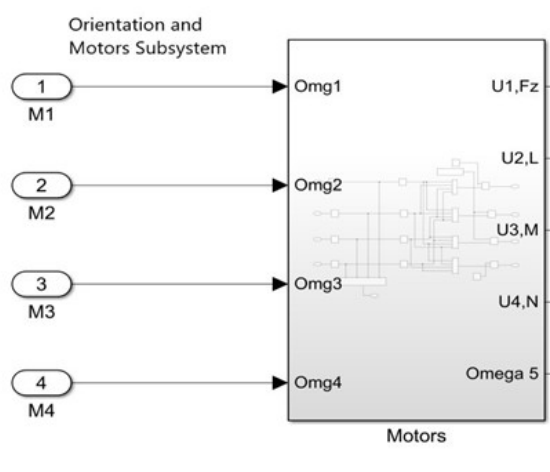 Orientation and
Motors Subsystem
1
M1
2
M2
3
M3
4
M4
Omg1
Omg2
Omg3
Omg4
U1,Fz
U2,L
U3,M
U4,N
Omega 5
Motors